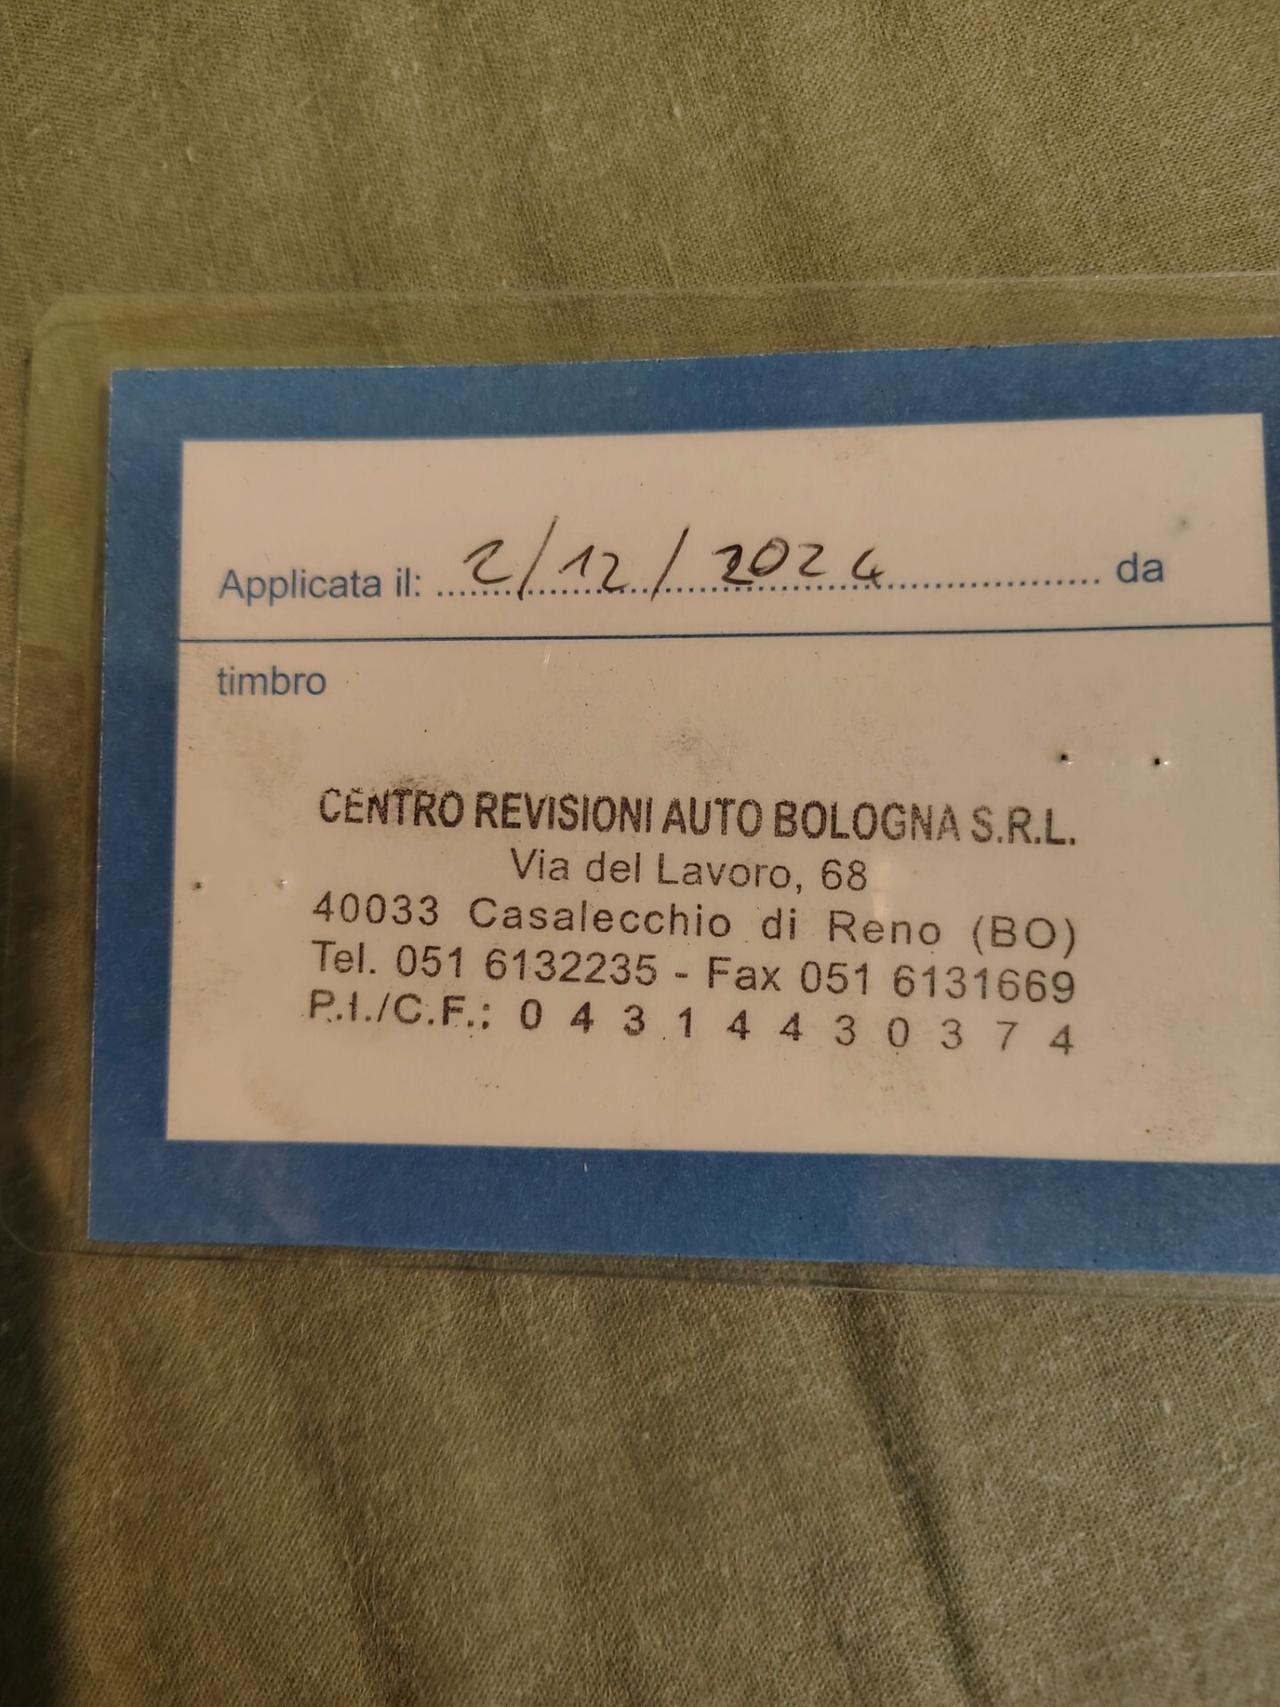 Applicata il: 2/12/2024 da
timbro
CENTRO REVISIONI AUTO BOLOGNA S.R.L.
Via del Lavoro, 68
40033 Casalecchio di Reno (BO)
Tel. 051 6132235 - Fax 051 6131669
P.I./C.F.: 0 4 3 1 4 4 3 0 3 7 4